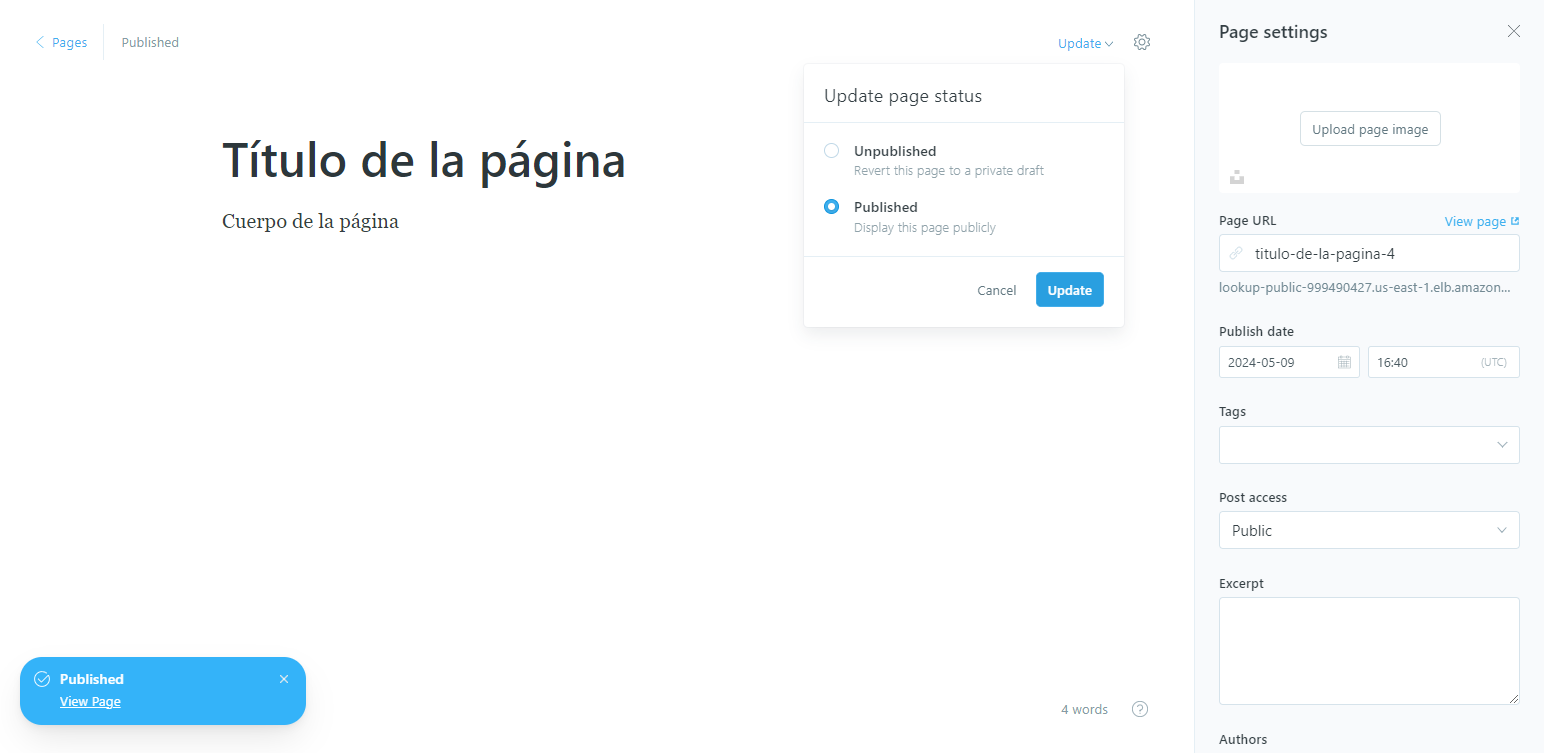 Pages
Published
Update
Update page status
Unpublished
Revert this page to a private draft
Published
Display this page publicly
Cancel
Update
Título de la página
Cuerpo de la página
Published
View Page
4 words
Page settings
Upload page image
Page URL
View page
titulo-de-la-pagina-4
lookup-public-999490427.us-east-1.elb.amazon...
Publish date
2024-05-09
16:40
(UTC)
Tags
Post access
Public
Excerpt
Authors